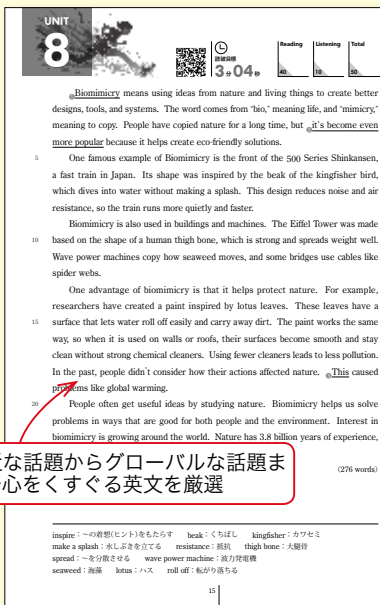 UNIT
8
読破目標
3分04秒
Reading
Listening
Total
40
10
50
Biomimicry means using ideas from nature and living things to create better
designs, tools, and systems. The word comes from "bio," meaning life, and "mimicry,"
meaning to copy. People have copied nature for a long time, but it's become even
more popular because it helps create eco-friendly solutions.
5 One famous example of Biomimicry is the front of the 500 Series Shinkansen,
a fast train in Japan. Its shape was inspired by the beak of the kingfisher bird,
which dives into water without making a splash. This design reduces noise and air
resistance, so the train runs more quietly and faster.
Biomimicry is also used in buildings and machines. The Eiffel Tower was made
10 based on the shape of a human thigh bone, which is strong and spreads weight well.
Wave power machines copy how seaweed moves, and some bridges use cables like
spider webs.
One advantage of biomimicry is that it helps protect nature. For example,
researchers have created a paint inspired by lotus leaves. These leaves have a
15 surface that lets water roll off easily and carry away dirt. The paint works the same
way, so when it is used on walls or roofs, their surfaces become smooth and stay
clean without strong chemical cleaners. Using fewer cleaners leads to less pollution.
In the past, people didn't consider how their actions affected nature. This caused
problems like global warming.
20 People often get useful ideas by studying nature. Biomimicry helps us solve
problems in ways that are good for both people and the environment. Interest in
biomimicry is growing around the world. Nature has 3.8 billion years of experience,
近な話題からグローバルな話題ま
心をくすぐる英文を厳選
(276 words)
inspire：〜の着想(ヒント)をもたらす beak：くちばし kingfisher：カワセミ
make a splash：水しぶきを立てる resistance：抵抗 thigh bone：大腿骨
spread：〜を分散させる wave power machine：波力発電機
seaweed：海藻 lotus：ハス roll off：転がり落ちる
15